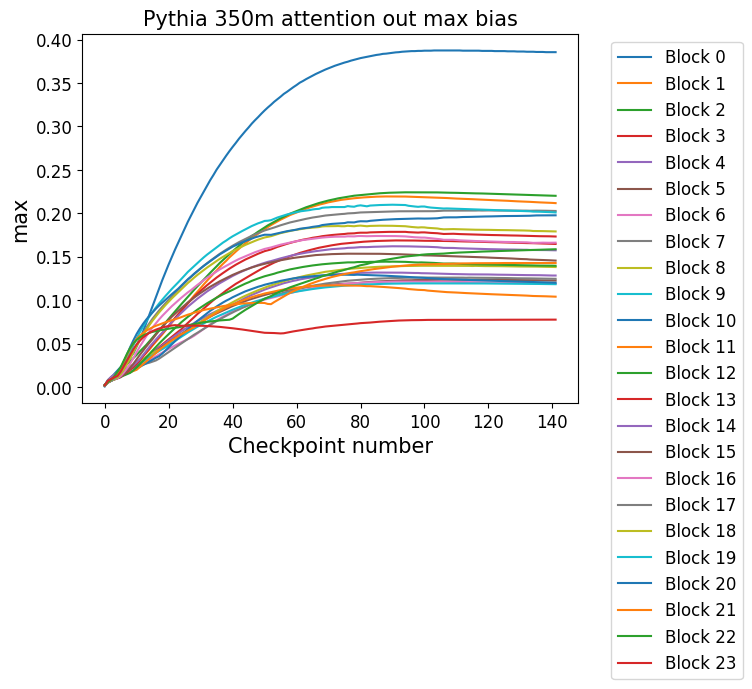 Pythia 350m attention out max bias
0.40
0.35
0.30
0.25
0.20
0.15
0.10
0.05
0.00
max
0 20 40 60 80 100 120 140
Checkpoint number
Block 0
Block 1
Block 2
Block 3
Block 4
Block 5
Block 6
Block 7
Block 8
Block 9
Block 10
Block 11
Block 12
Block 13
Block 14
Block 15
Block 16
Block 17
Block 18
Block 19
Block 20
Block 21
Block 22
Block 23